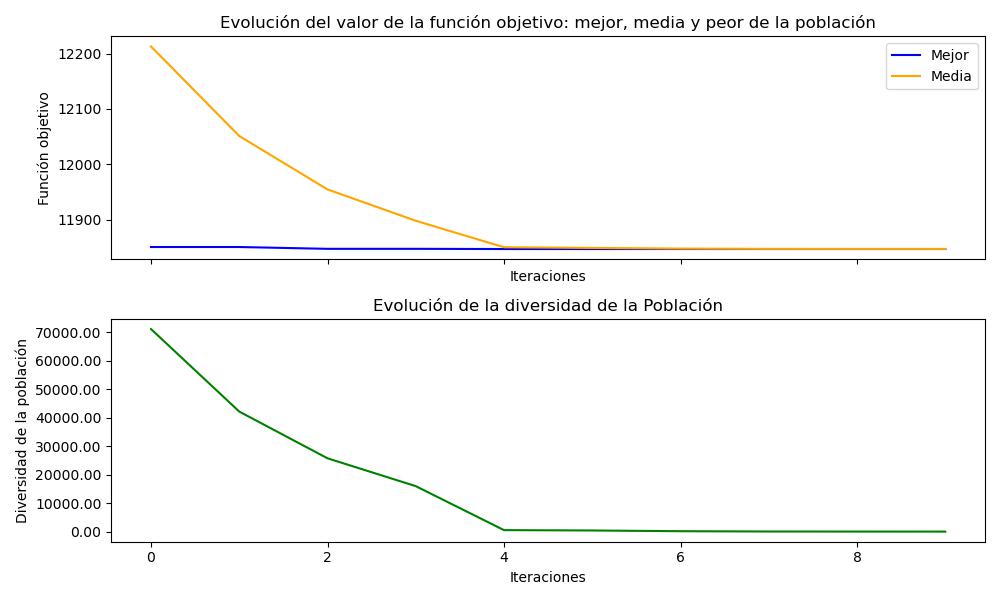 Evolución del valor de la función objetivo: mejor, media y peor de la población
12200
12100
12000
11900
Función objetivo
Mejor
Media
Iteraciones
Evolución de la diversidad de la Población
70000.00
60000.00
50000.00
40000.00
30000.00
20000.00
10000.00
0.00
Diversidad de la población
0 2 4 6 8
Iteraciones